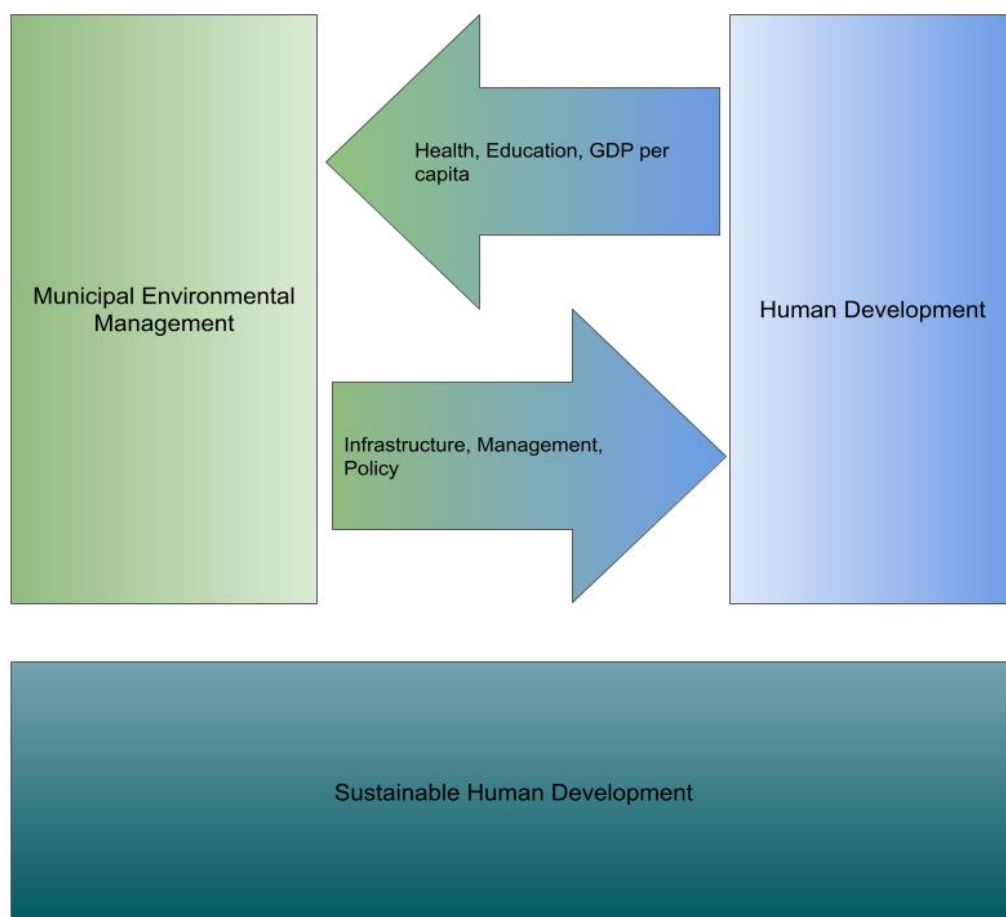 Health, Education, GDP per
capita
Municipal Environmental
Management
Human Development
Infrastructure, Management,
Policy
Sustainable Human Development